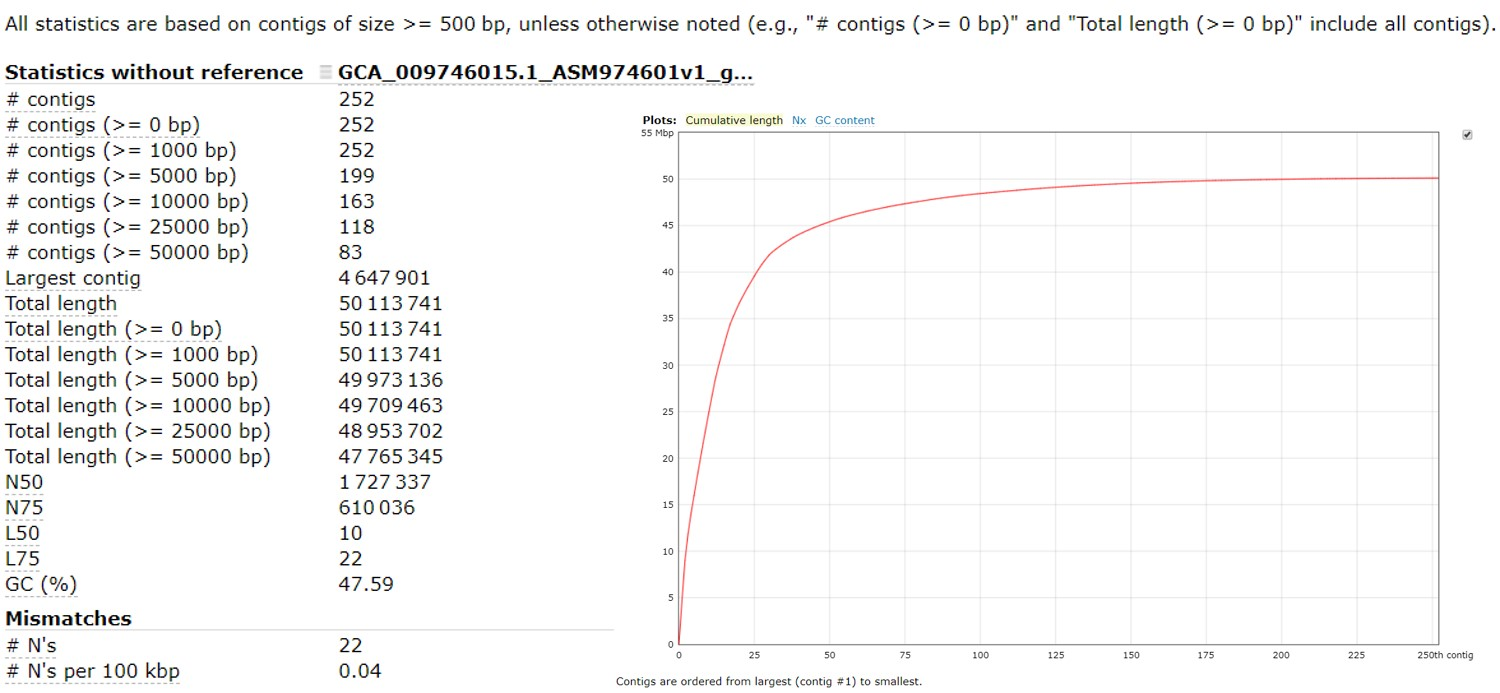 All statistics are based on contigs of size >= 500 bp, unless otherwise noted (e.g., "# contigs (>= 0 bp)" and "Total length (>= 0 bp)" include all contigs).
Statistics without reference GCA_009746015.1_ASM974601v1_g...
# contigs 252
# contigs (>= 0 bp) 252
# contigs (>= 1000 bp) 252
# contigs (>= 5000 bp) 199
# contigs (>= 10000 bp) 163
# contigs (>= 25000 bp) 118
# contigs (>= 50000 bp) 83
Largest contig 4 647 901
Total length 50 113 741
Total length (>= 0 bp) 50 113 741
Total length (>= 1000 bp) 50 113 741
Total length (>= 5000 bp) 49 973 136
Total length (>= 10000 bp) 49 709 463
Total length (>= 25000 bp) 48 953 702
Total length (>= 50000 bp) 47 765 345
N50 1 727 337
N75 610 036
L50 10
L75 22
GC (%) 47.59
Mismatches
# N's 22
# N's per 100 kbp 0.04
Plots: Cumulative length Nx GC content
55 Mbp
50
45
40
35
30
25
20
15
10
5
0
0 25 50 75 100 125 150 175 200 225 250th contig
Contigs are ordered from largest (contig #1) to smallest.